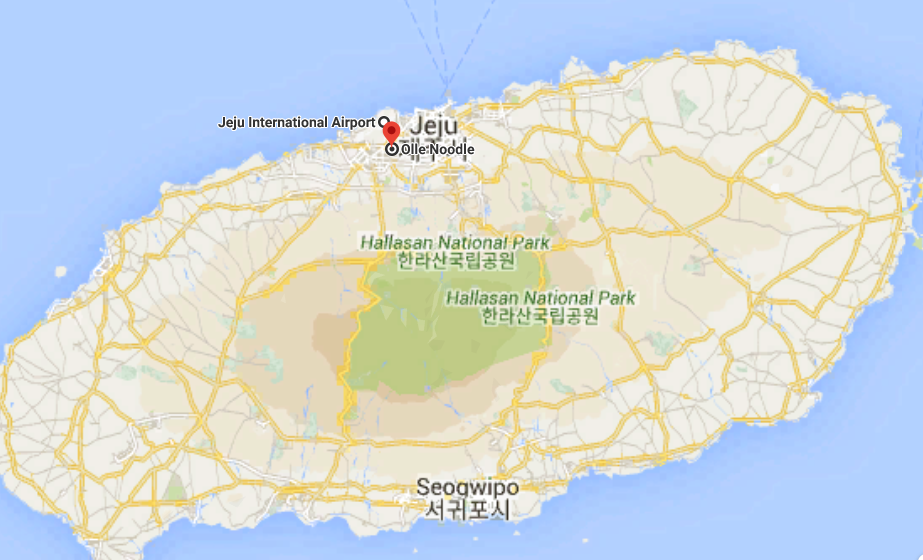 Jeju International Airport
Jeju
제주시
Olle Noodle
Hallasan National Park
한라산국립공원
Hallasan National Park
한라산국립공원
Seogwipo
서귀포시